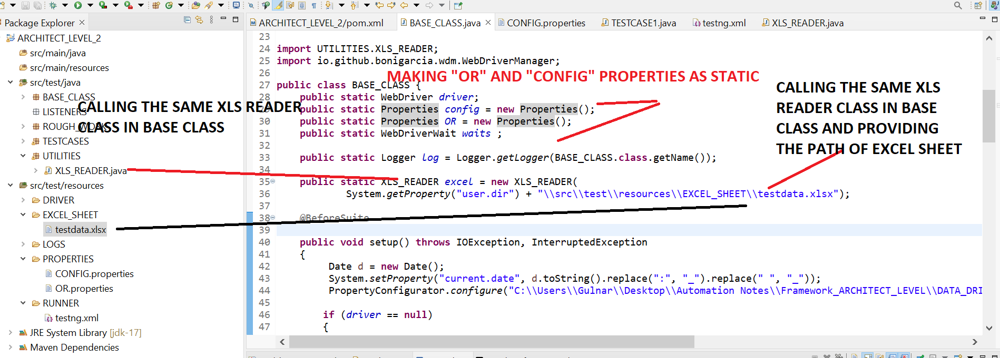 Package Explorer
ARCHITECT_LEVEL_2
src/main/java
src/main/resources
src/test/java
BASE_CLASS
LISTENERS
ROUGH_WORK
TESTCASES
UTILITIES
XLS_READER.java
src/test/resources
DRIVER
EXCEL_SHEET
testdata.xlsx
LOGS
PROPERTIES
CONFIG.properties
OR.properties
RUNNER
testng.xml
JRE System Library [jdk-17]
Maven Dependencies
CALLING THE SAME XLS READER
CLASS IN BASE CLASS
ARCHITECT_LEVEL_2/pom.xml
BASE_CLASS.java
CONFIG.properties
TESTCASE1.java
testng.xml
XLS_READER.java
23
24 import UTILITIES.XLS_READER;
25 import io.github.bonigarcia.wdm.WebDriverManager;
26
MAKING "OR" AND "CONFIG" PROPERTIES AS STATIC
27 public class BASE_CLASS {
28 public static WebDriver driver;
public static Properties config = new Properties();
30 public static Properties OR = new Properties();
31 public static WebDriverWait waits ;
32
33 public static Logger log = Logger.getLogger(BASE_CLASS.class.getName());
34
35 public static XLS_READER excel = new XLS_READER(
36 System.getProperty("user.dir") + "\\src\\test\\resources\\EXCEL_SHEET\\testdata.xlsx");
37
38 @BeforeSuite
39
40 public void setup() throws IOException, InterruptedException
41 {
42 Date d = new Date();
43 System.setProperty("current.date", d.toString().replace(":", "_").replace(" ", "_"));
44 PropertyConfigurator.configure("C:\\Users\\Gulnar\\Desktop\\Automation Notes\\Framework_ARCHITECT_LEVEL\\DATA_DRI
45
46 if (driver == null)
47 {
CALLING THE SAME XLS
READER CLASS IN BASE
CLASS AND PROVIDING
THE PATH OF EXCEL SHEET